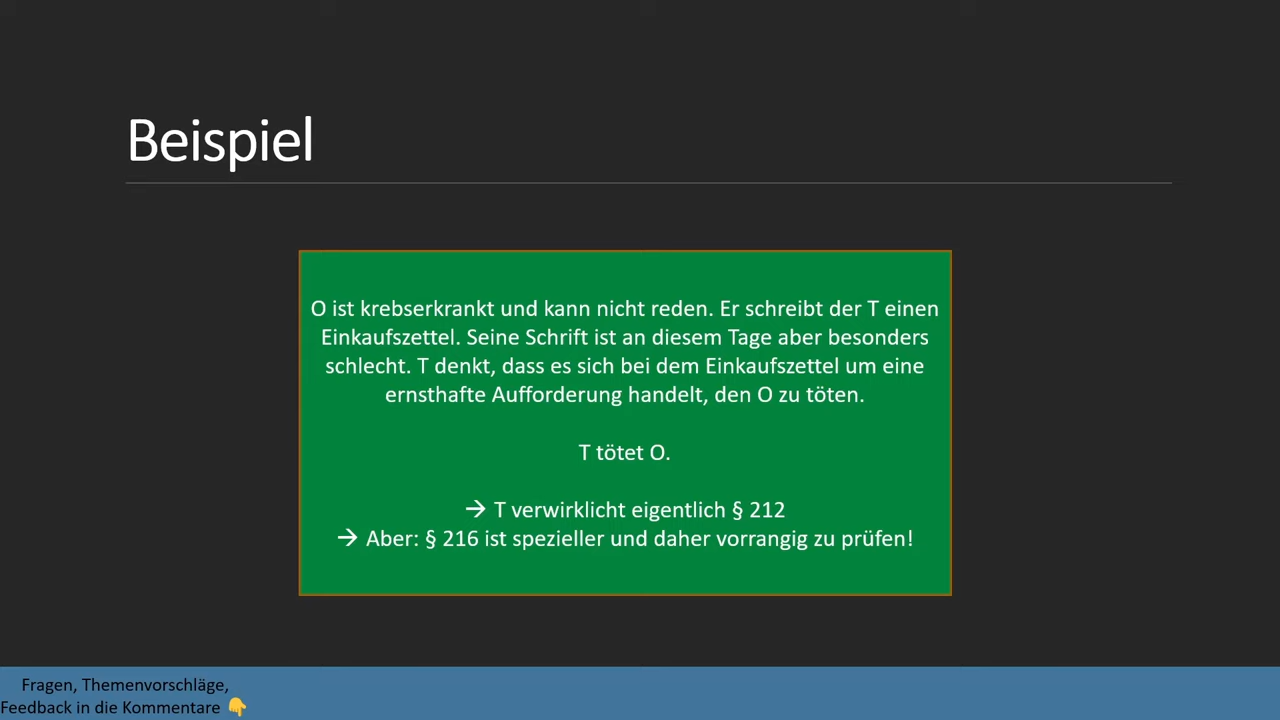 Beispiel
O ist krebserkrankt und kann nicht reden. Er schreibt der T einen
Einkaufszettel. Seine Schrift ist an diesem Tage aber besonders
schlecht. T denkt, dass es sich bei dem Einkaufszettel um eine
ernsthafte Aufforderung handelt, den O zu töten.
T tötet O.
→ T verwirklicht eigentlich § 212
→ Aber: § 216 ist spezieller und daher vorrangig zu prüfen!
Fragen, Themenvorschläge,
Feedback in die Kommentare 👇